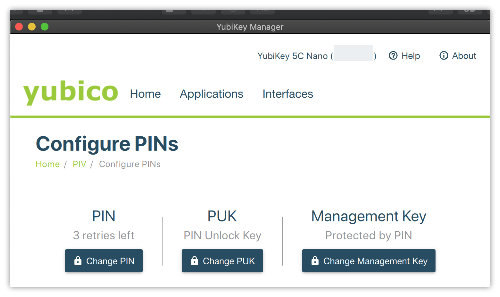 YubiKey Manager
YubiKey 5C Nano ( ) Help About
yubico Home Applications Interfaces
Configure PINs
Home / PIV / Configure PINs
PIN PUK Management Key
3 retries left PIN Unlock Key Protected by PIN
Change PIN Change PUK Change Management Key